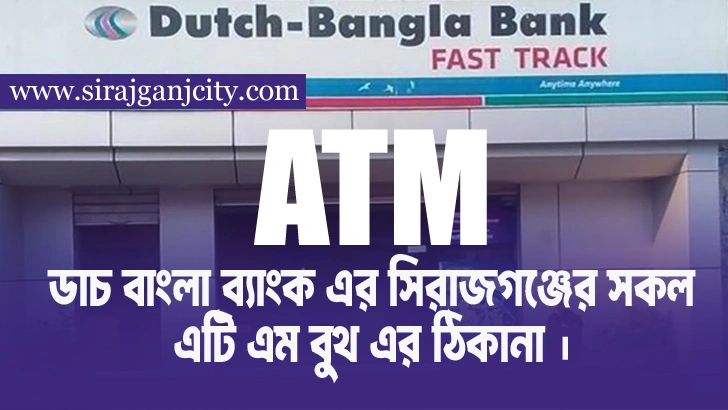 Dutch-Bangla Bank
FAST TRACK
Anytime Anywhere
www.sirajganjcity.com
ATM
ডাচ বাংলা ব্যাংক এর সিরাজগঞ্জের সকল
এটি এম বুথ এর ঠিকানা ।